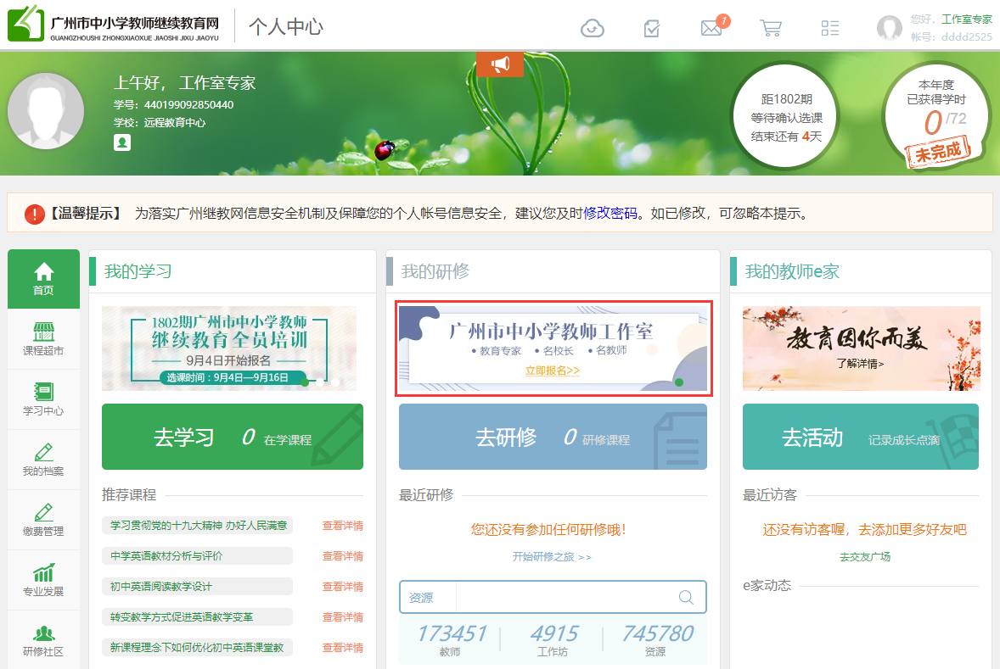 广州市中小学教师继续教育网
GUANGZHOUSHI ZHONGXIAOXUE JIAOSHI JIXU JIAOYU
个人中心
1
您好，工作室专家
帐号：dddd2525
上午好， 工作室专家
学号：440199092850440
学校：远程教育中心
距1802期
等待确认选课
结束还有 4天
本年度
已获得学时
0/72
未完成
【温馨提示】 为落实广州继教网信息安全机制及保障您的个人帐号信息安全，建议您及时修改密码。如已修改，可忽略本提示。
首页
课程超市
学习中心
我的档案
缴费管理
专业发展
研修社区
我的学习
1802期广州市中小学教师
继续教育全员培训
9月4日开始报名
选课时间：9月4日—9月16日
去学习 0 在学课程
推荐课程
学习贯彻党的十九大精神 办好人民满意 查看详情
中学英语教材分析与评价 查看详情
初中英语阅读教学设计 查看详情
转变教学方式促进英语教学变革 查看详情
新课程理念下如何优化初中英语课堂教 查看详情
我的研修
广州市中小学教师工作室
•教育专家 •名校长 •名教师
立即报名>>
去研修 0 研修课程
最近研修
您还没有参加任何研修哦！
开始研修之旅 >>
资源
173451 4915 745780
教师 工作坊 资源
我的教师e家
教育因你而美
了解详情>
去活动 记录成长点滴
最近访客
还没有访客喔，去添加更多好友吧
去交友广场
e家动态